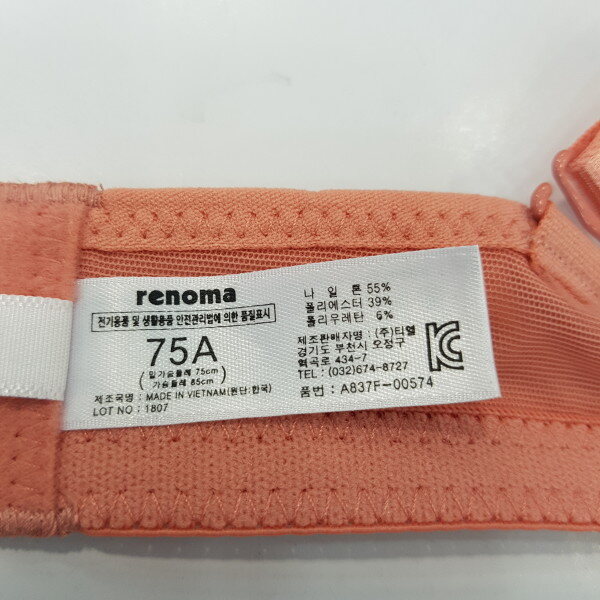 renoma
전기용품 및 생활용품 안전관리법에 의한 품질표시
75A
( 밑가슴둘레 75cm
가슴둘레 85cm )
제조국명 : MADE IN VIETNAM(원단:한국)
LOT NO : 1807
나 일 론 55%
폴리에스터 39%
폴리우레탄 6%
제조판매자명 : (주)티엘
경기도 부천시 오정구
역곡로 434-7
TEL : (032)674-8727
품번 : A837F-00574